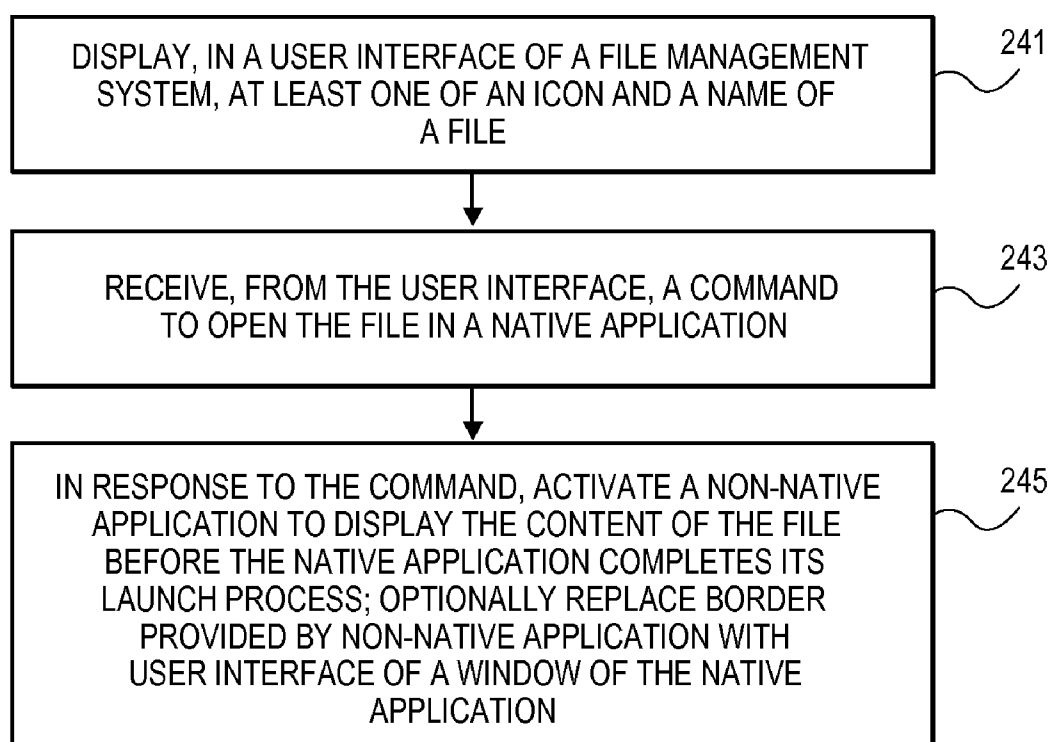 DISPLAY, IN A USER INTERFACE OF A FILE MANAGEMENT
SYSTEM, AT LEAST ONE OF AN ICON AND A NAME OF
A FILE
241
RECEIVE, FROM THE USER INTERFACE, A COMMAND
TO OPEN THE FILE IN A NATIVE APPLICATION
243
IN RESPONSE TO THE COMMAND, ACTIVATE A NON-NATIVE
APPLICATION TO DISPLAY THE CONTENT OF THE FILE
BEFORE THE NATIVE APPLICATION COMPLETES ITS
LAUNCH PROCESS; OPTIONALLY REPLACE BORDER
PROVIDED BY NON-NATIVE APPLICATION WITH
USER INTERFACE OF A WINDOW OF THE NATIVE
APPLICATION
245